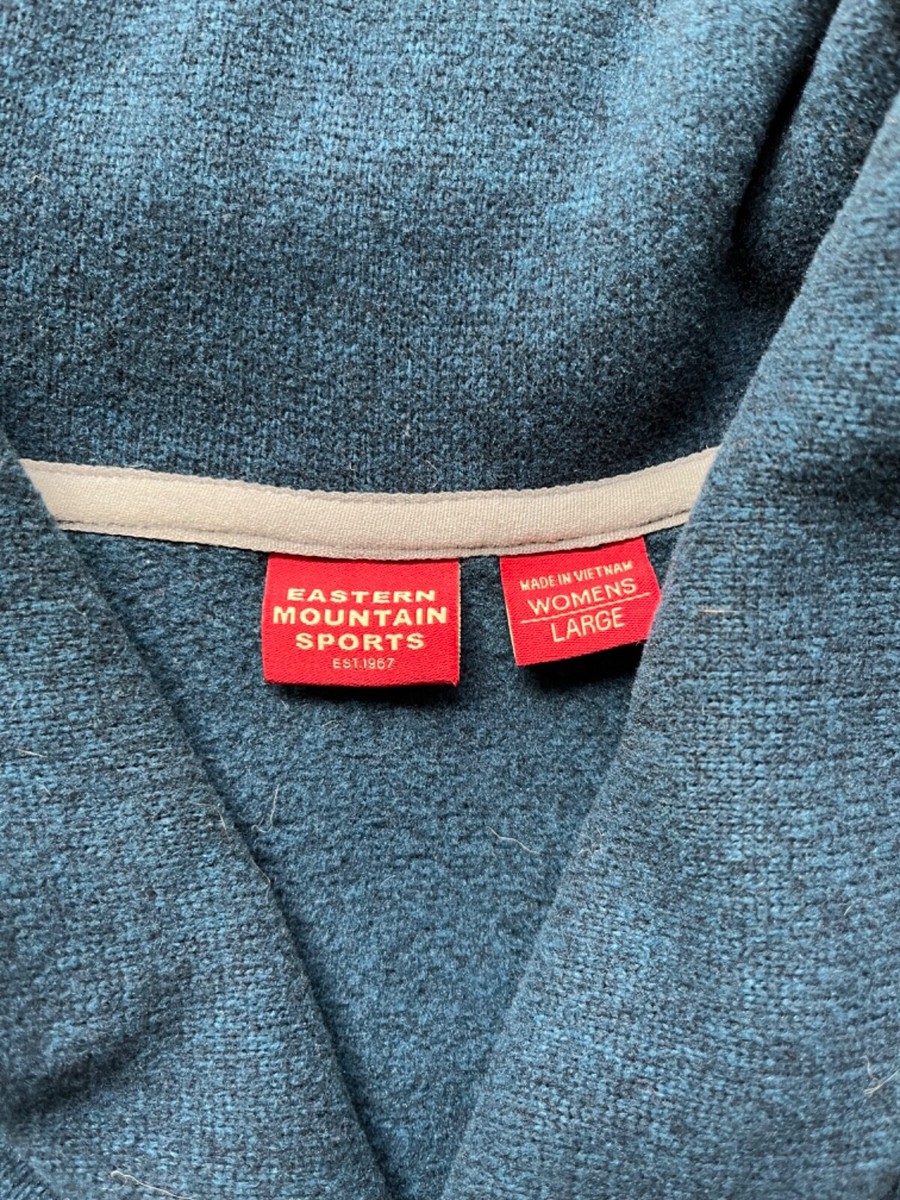 EASTERN
MOUNTAIN
SPORTS
EST.1967
MADE IN VIETNAM
WOMENS
LARGE